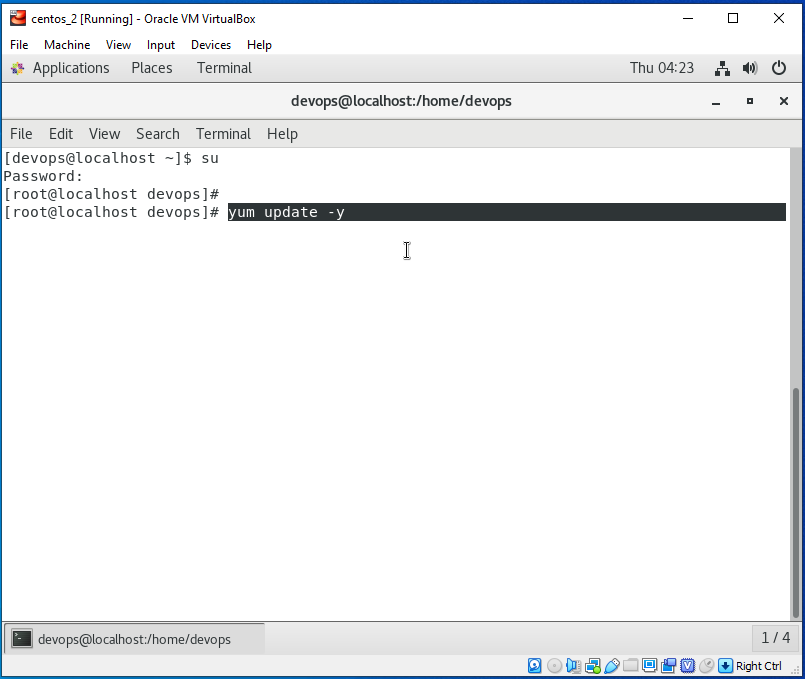 centos_2 [Running] - Oracle VM VirtualBox
File Machine View Input Devices Help
Applications Places Terminal Thu 04:23
devops@localhost:/home/devops
File Edit View Search Terminal Help
[devops@localhost ~]$ su
Password:
[root@localhost devops]#
[root@localhost devops]# yum update -y
devops@localhost:/home/devops 1 / 4
Right Ctrl